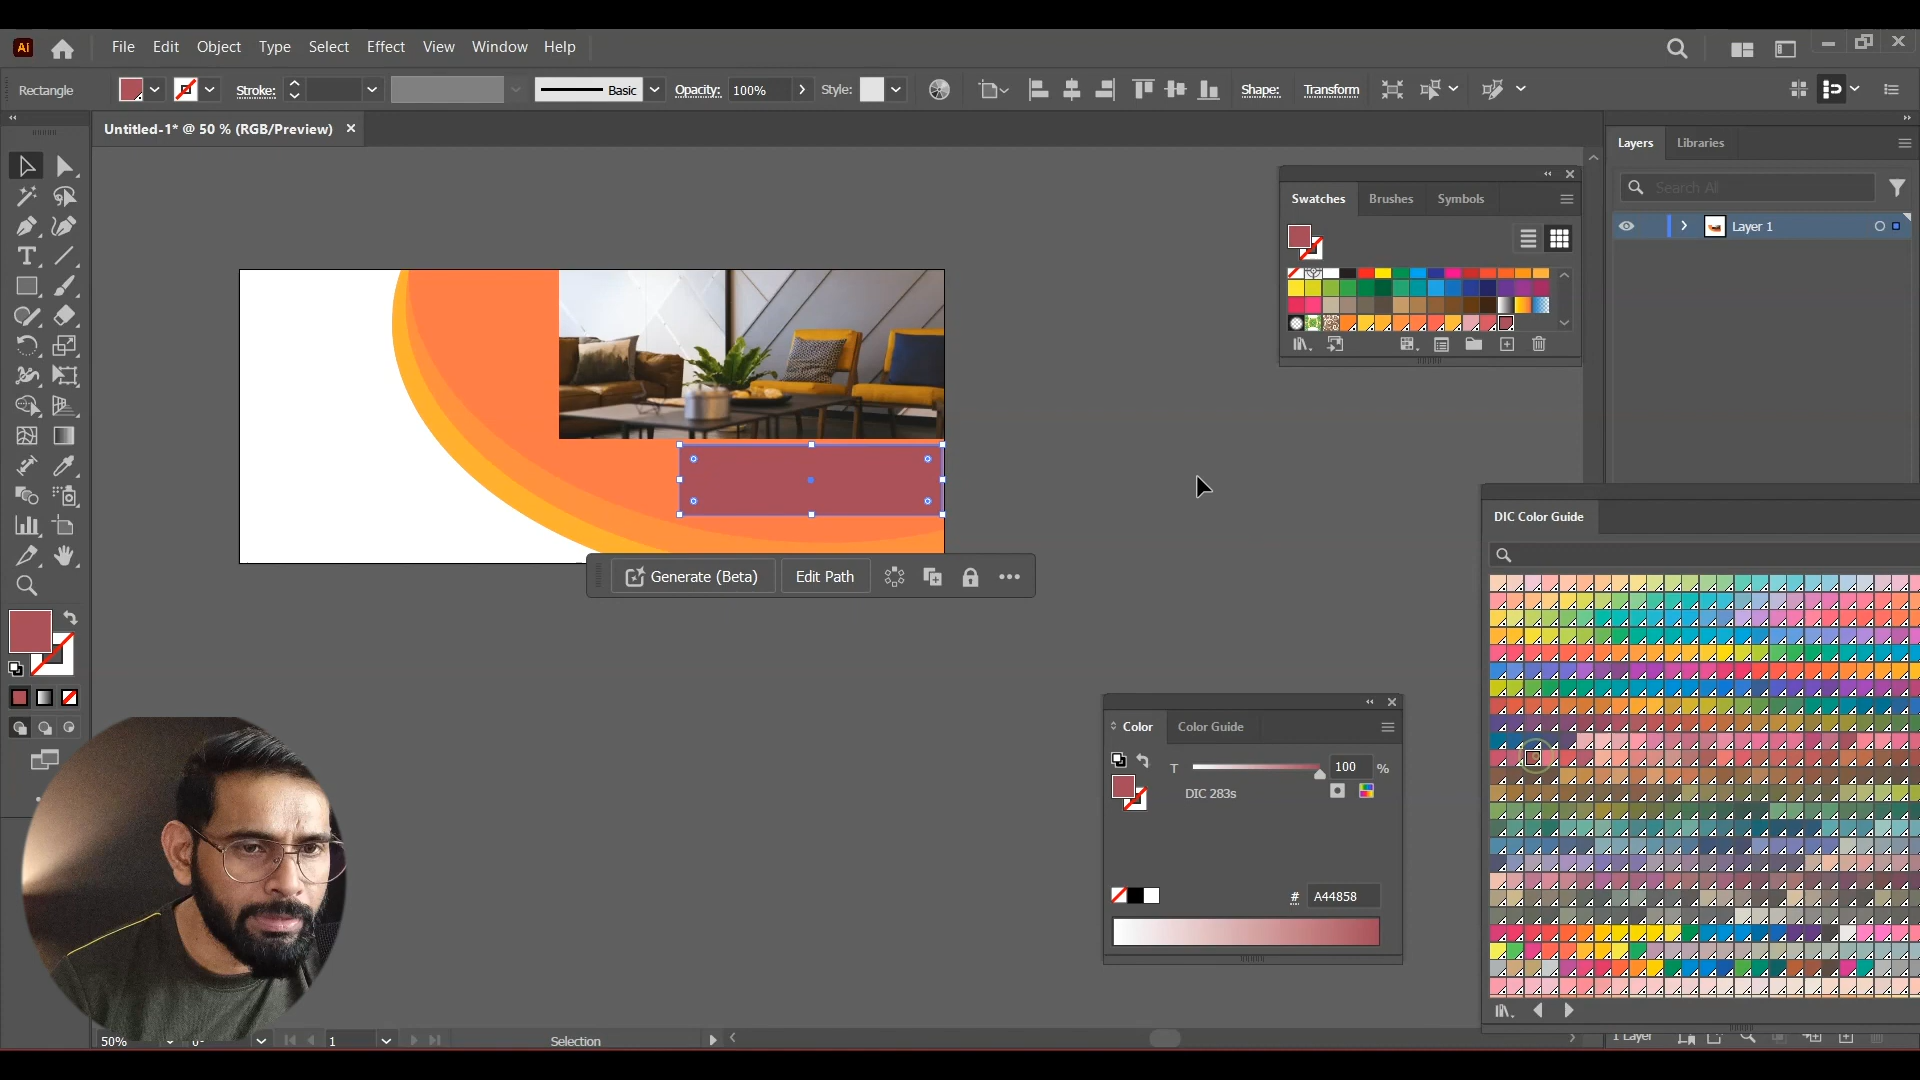 Ai File Edit Object Type Select Effect View Window Help
Rectangle Stroke: Basic Opacity: 100% Style: Shape: Transform
Untitled-1* @ 50 % (RGB/Preview)
Layers Libraries
Search All
Layer 1
Swatches Brushes Symbols
DIC Color Guide
Generate (Beta) Edit Path
Color Color Guide
T 100 %
DIC 283s
# A44858
50% 0° 1 Selection
1 Layer